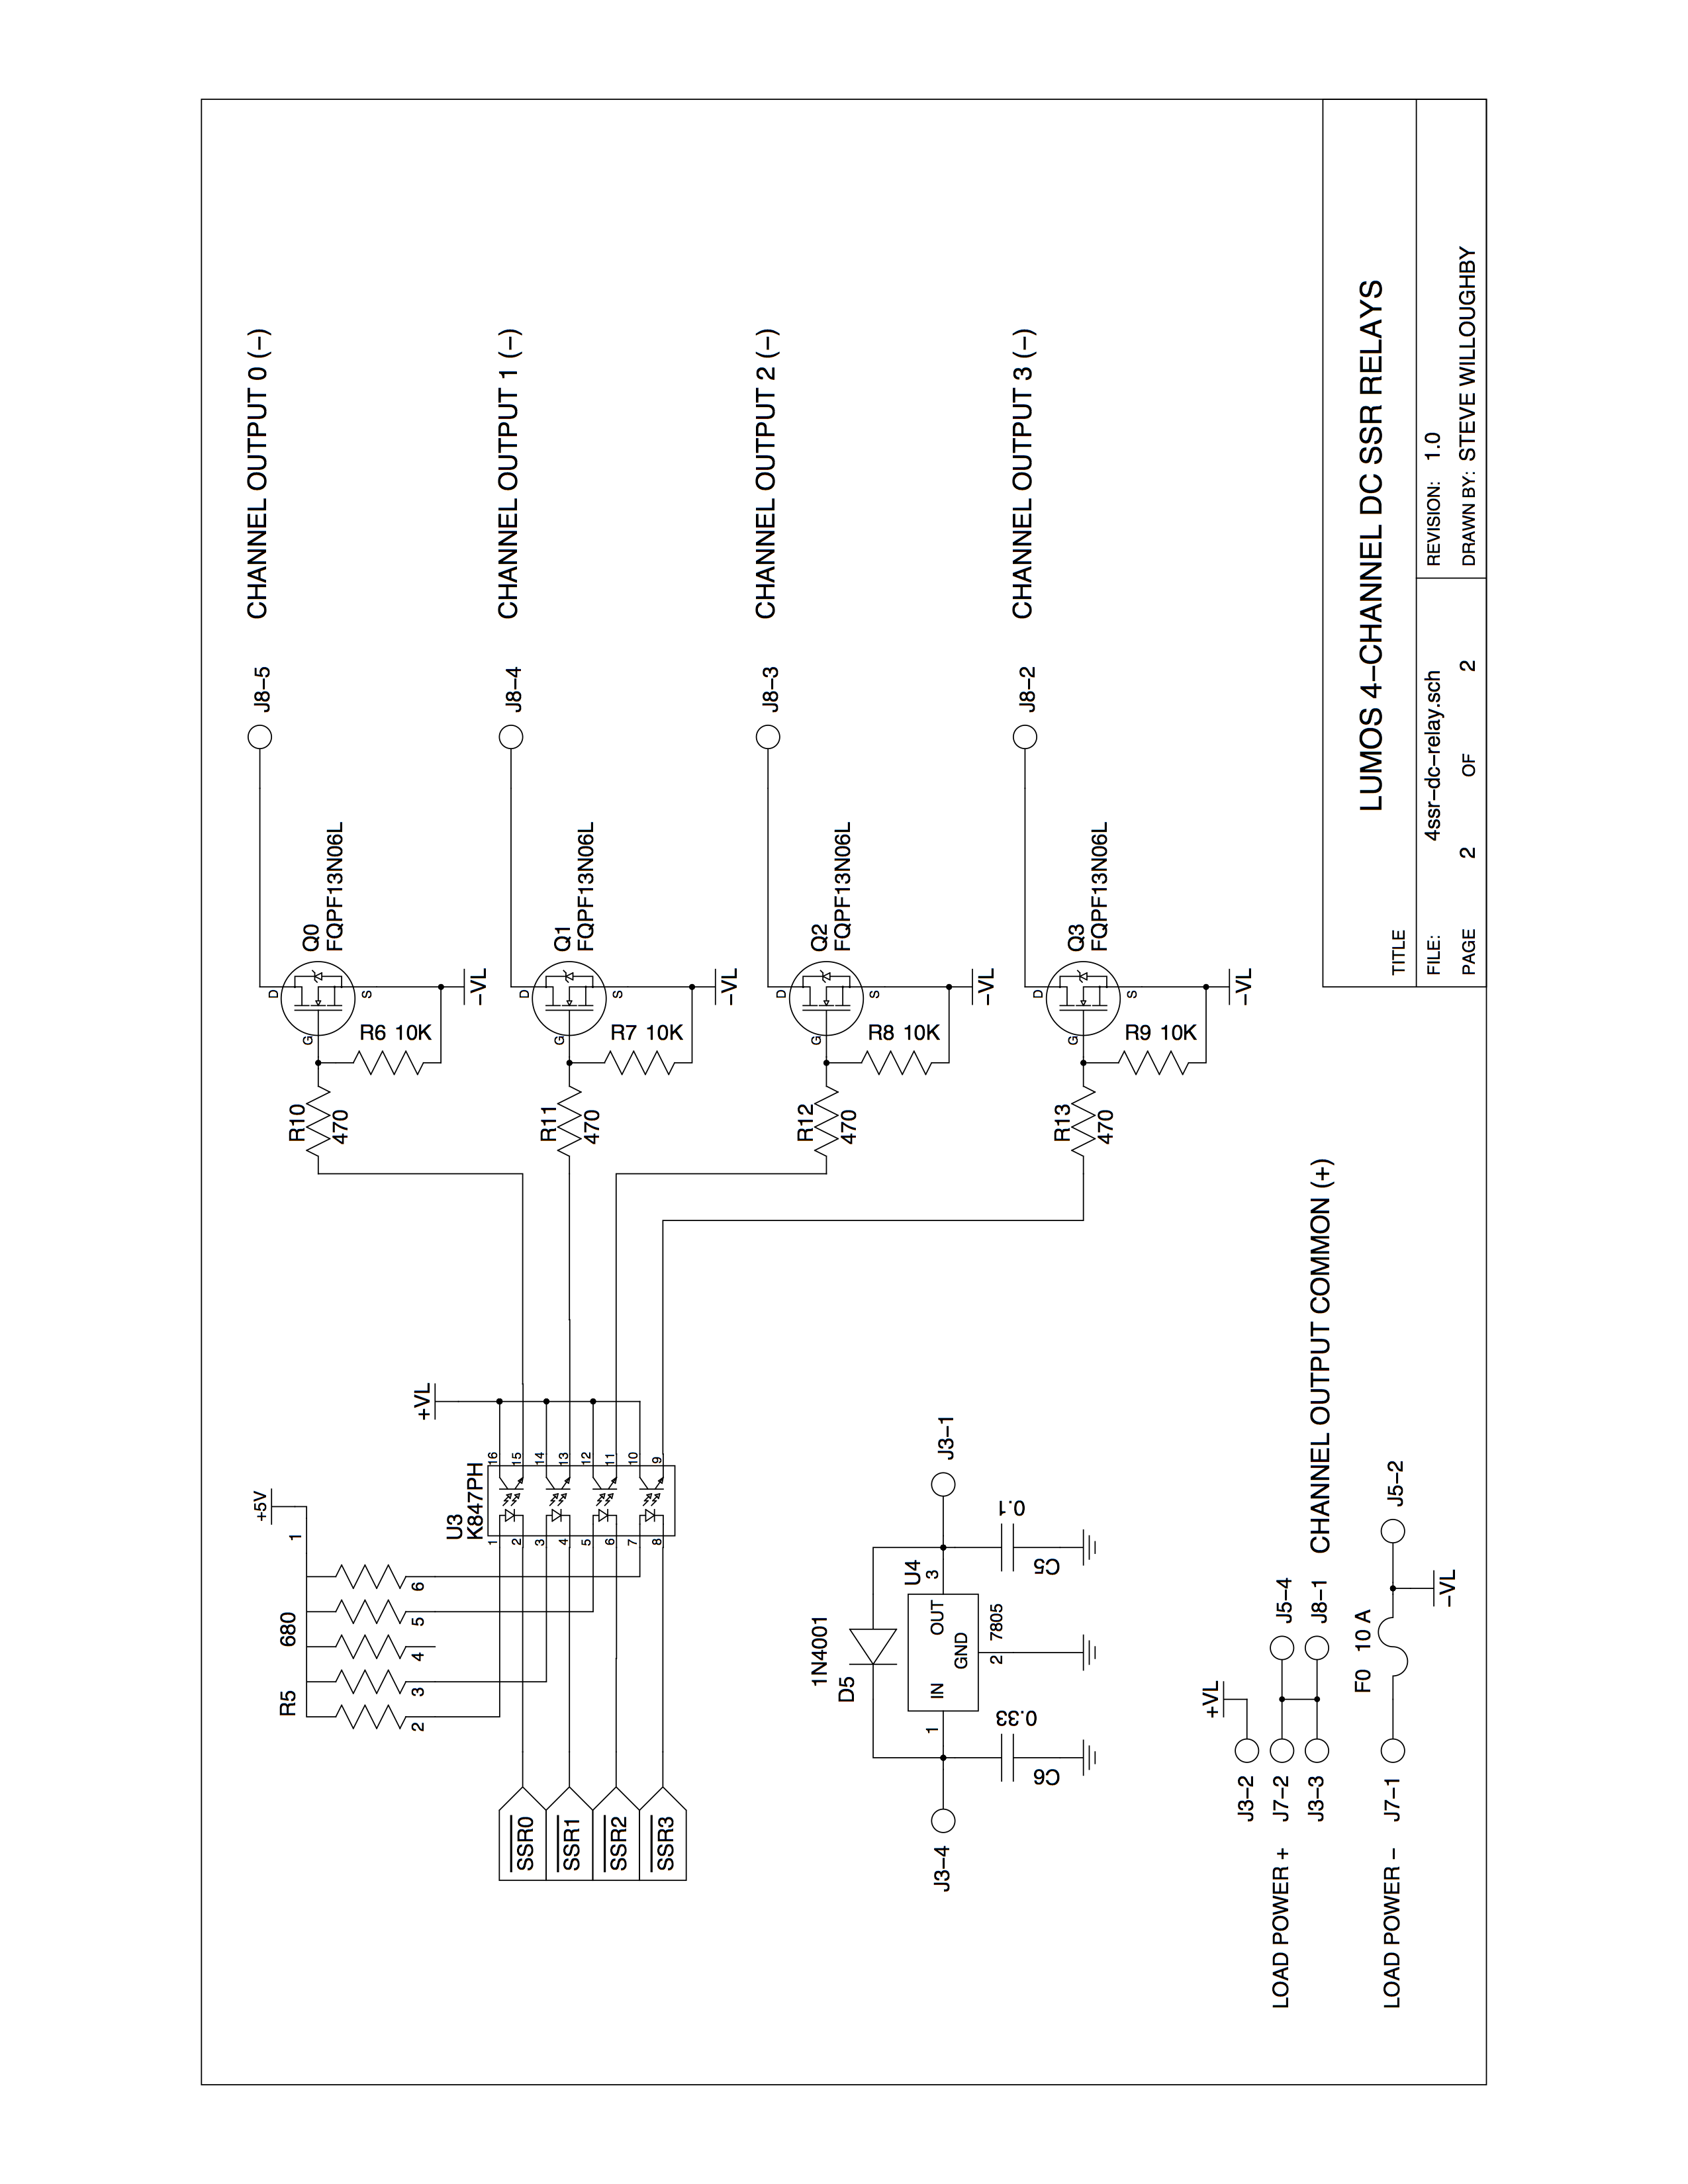 +5V
1
R5
680
2
3
4
5
6
U3
K847PH
+VL
1
2
3
4
5
6
7
8
16
15
14
13
12
11
10
9
SSR0
SSR1
SSR2
SSR3
R10
470
G
D
S
Q0
FQPF13N06L
R6 10K
−VL
J8−5
CHANNEL OUTPUT 0 (−)
R11
470
G
D
S
Q1
FQPF13N06L
R7 10K
−VL
J8−4
CHANNEL OUTPUT 1 (−)
R12
470
G
D
S
Q2
FQPF13N06L
R8 10K
−VL
J8−3
CHANNEL OUTPUT 2 (−)
R13
470
G
D
S
Q3
FQPF13N06L
R9 10K
−VL
J8−2
CHANNEL OUTPUT 3 (−)
1N4001
D5
U4
J3−4
1
IN
OUT
3
GND
2
7805
J3−1
C6
0.33
C5
0.1
+VL
J3−2
LOAD POWER +
J7−2
J5−4
J3−3
J8−1
CHANNEL OUTPUT COMMON (+)
F0 10 A
LOAD POWER −
J7−1
J5−2
−VL
TITLE
LUMOS 4−CHANNEL DC SSR RELAYS
FILE:
4ssr−dc−relay.sch
REVISION: 1.0
PAGE 2 OF 2
DRAWN BY: STEVE WILLOUGHBY